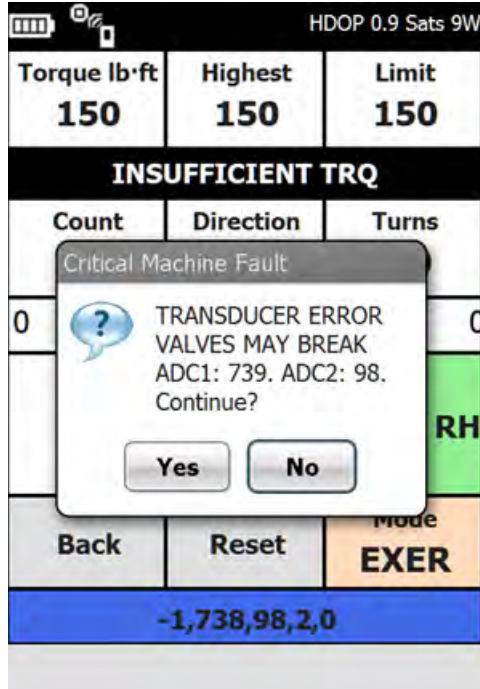 HDOP 0.9 Sats 9W
Torque lb·ft Highest Limit
150 150 150
INSUFFICIENT TRQ
Count Direction Turns
Critical Machine Fault
0 0
TRANSDUCER ERROR
VALVES MAY BREAK
ADC1: 739. ADC2: 98.
Continue?
RH
Yes No
Mode
Back Reset EXER
-1,738,98,2,0